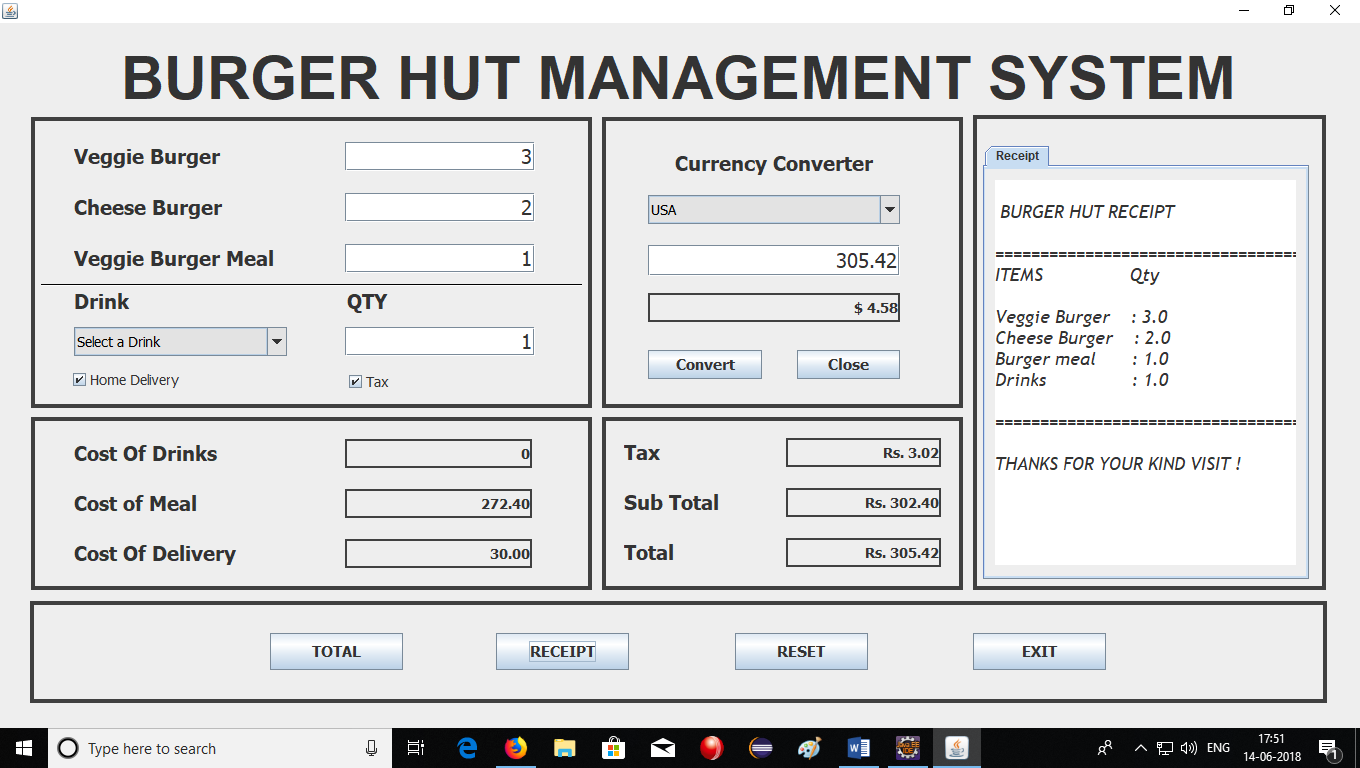 BURGER HUT MANAGEMENT SYSTEM
Veggie Burger 3
Cheese Burger 2
Veggie Burger Meal 1
Drink QTY
Select a Drink 1
Home Delivery Tax
Currency Converter
USA
305.42
$ 4.58
Convert Close
Receipt
BURGER HUT RECEIPT
===================================
ITEMS Qty
Veggie Burger : 3.0
Cheese Burger : 2.0
Burger meal : 1.0
Drinks : 1.0
===================================
THANKS FOR YOUR KIND VISIT !
Cost Of Drinks 0
Cost of Meal 272.40
Cost Of Delivery 30.00
Tax Rs. 3.02
Sub Total Rs. 302.40
Total Rs. 305.42
TOTAL RECEIPT RESET EXIT
Type here to search
ENG
17:51
14-06-2018
1